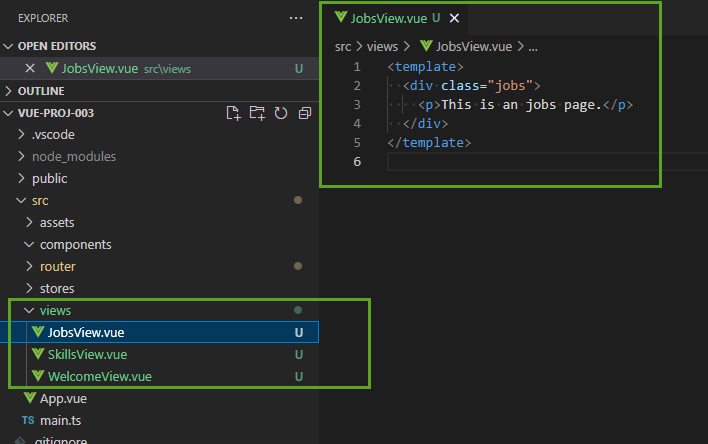 EXPLORER
OPEN EDITORS
JobsView.vue src\views U
OUTLINE
VUE-PROJ-003
.vscode
node_modules
public
src
assets
components
router
stores
views
JobsView.vue U
SkillsView.vue U
WelcomeView.vue U
App.vue
TS main.ts
.gitignore
JobsView.vue U
src > views > JobsView.vue > ...
1 <template>
2 <div class="jobs">
3 <p>This is an jobs page.</p>
4 </div>
5 </template>
6